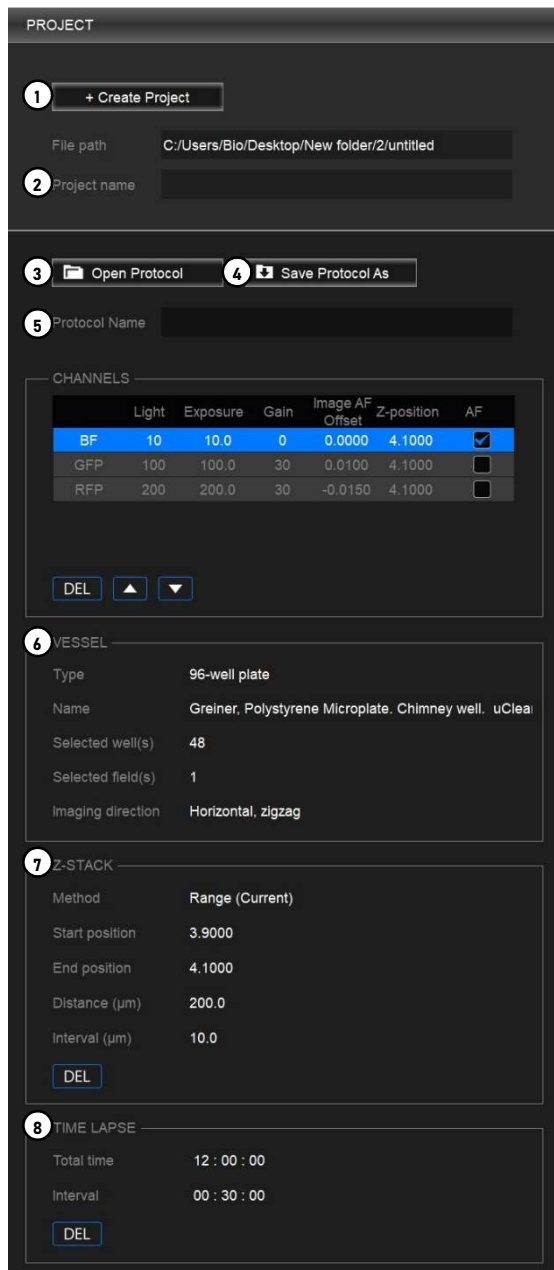 PROJECT
1 + Create Project
File path C:/Users/Bio/Desktop/New folder/2/untitled
2 Project name
3 Open Protocol 4 Save Protocol As
5 Protocol Name
CHANNELS
Light Exposure Gain Image AF Offset Z-position AF
BF 10 10.0 0 0.0000 4.1000
GFP 100 100.0 30 0.0100 4.1000
RFP 200 200.0 30 -0.0150 4.1000
DEL
6 VESSEL
Type 96-well plate
Name Greiner, Polystyrene Microplate. Chimney well. uClear
Selected well(s) 48
Selected field(s) 1
Imaging direction Horizontal, zigzag
7 Z-STACK
Method Range (Current)
Start position 3.9000
End position 4.1000
Distance (µm) 200.0
Interval (µm) 10.0
DEL
8 TIME LAPSE
Total time 12 : 00 : 00
Interval 00 : 30 : 00
DEL